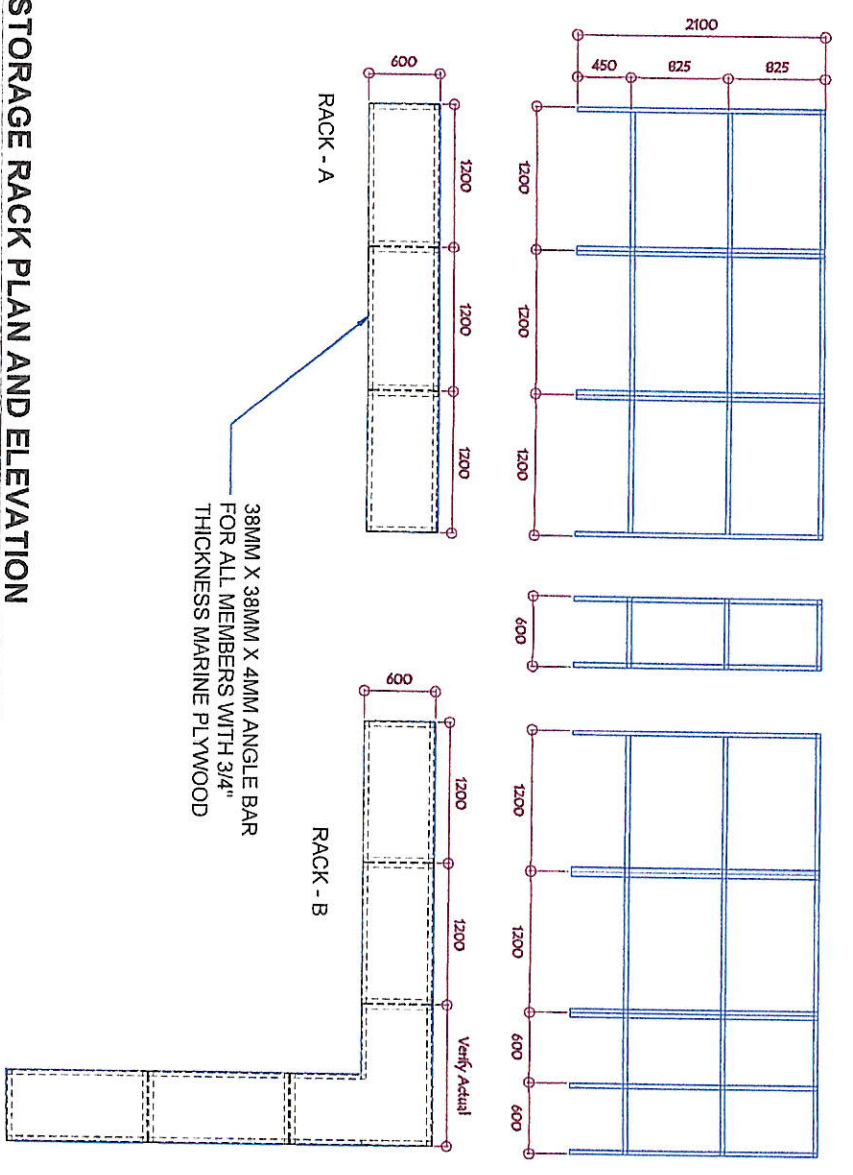 2100
450
825
825
1200
1200
1200
600
1200
1200
600
600
600
1200
1200
1200
RACK - A
38MM X 38MM X 4MM ANGLE BAR
FOR ALL MEMBERS WITH 3/4"
THICKNESS MARINE PLYWOOD
600
1200
1200
Verify Actual
RACK - B
STORAGE RACK PLAN AND ELEVATION